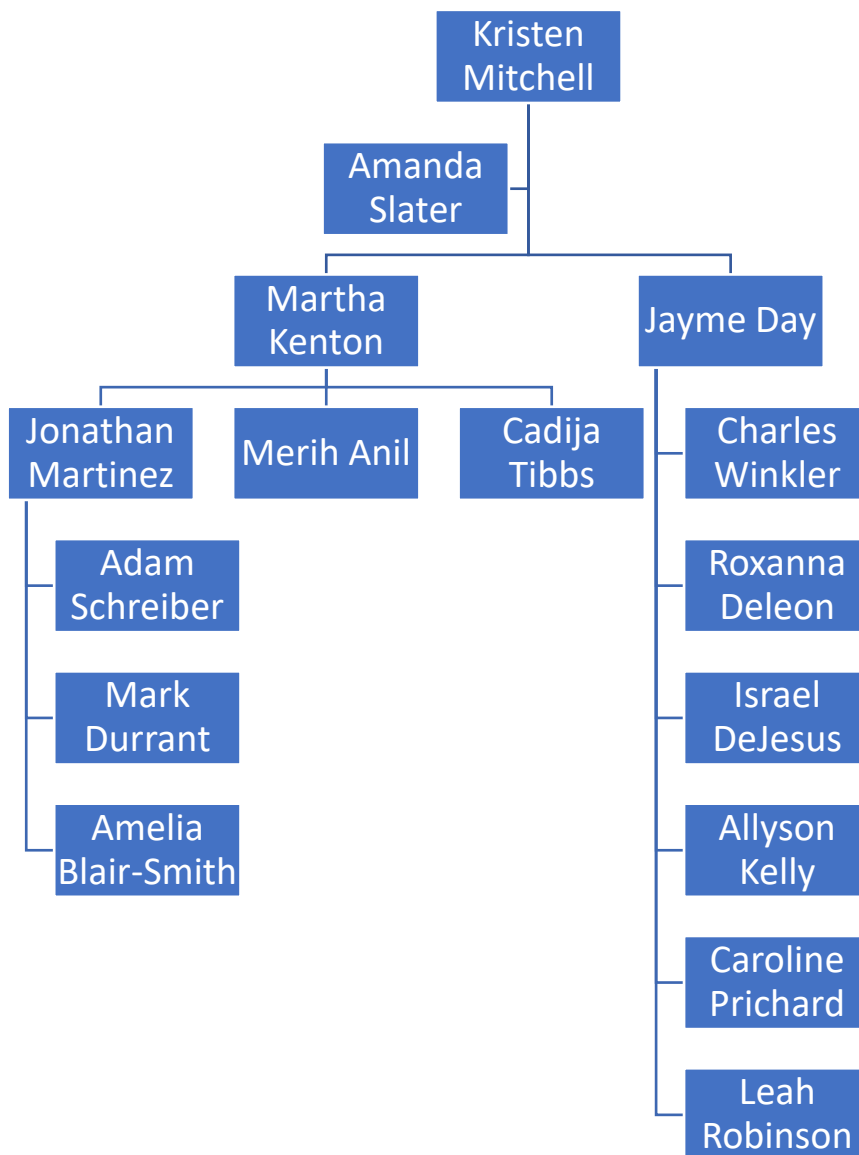 Kristen
Mitchell
Amanda
Slater
Martha
Kenton
Jayme Day
Jonathan
Martinez
Merih Anil
Cadija
Tibbs
Charles
Winkler
Adam
Schreiber
Roxanna
Deleon
Mark
Durrant
Israel
DeJesus
Amelia
Blair-Smith
Allyson
Kelly
Caroline
Prichard
Leah
Robinson